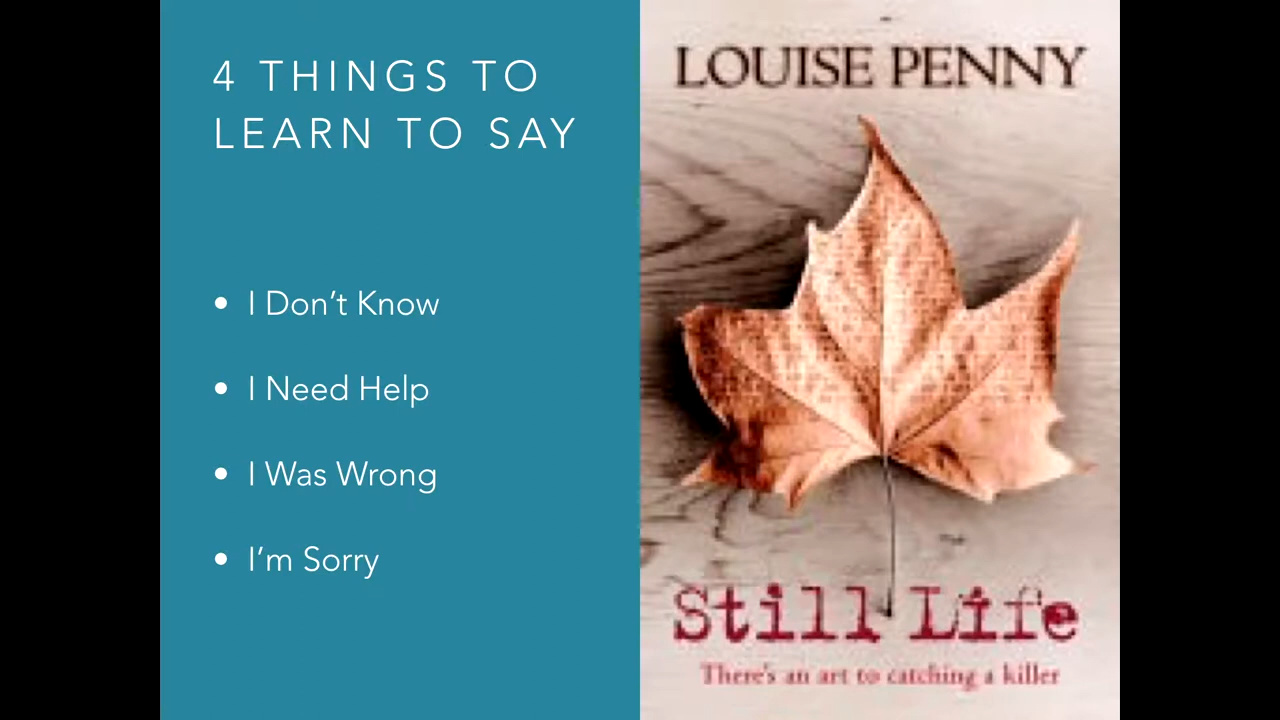 4 THINGS TO
LEARN TO SAY
• I Don’t Know
• I Need Help
• I Was Wrong
• I’m Sorry
LOUISE PENNY
Still Life
There's an art to catching a killer